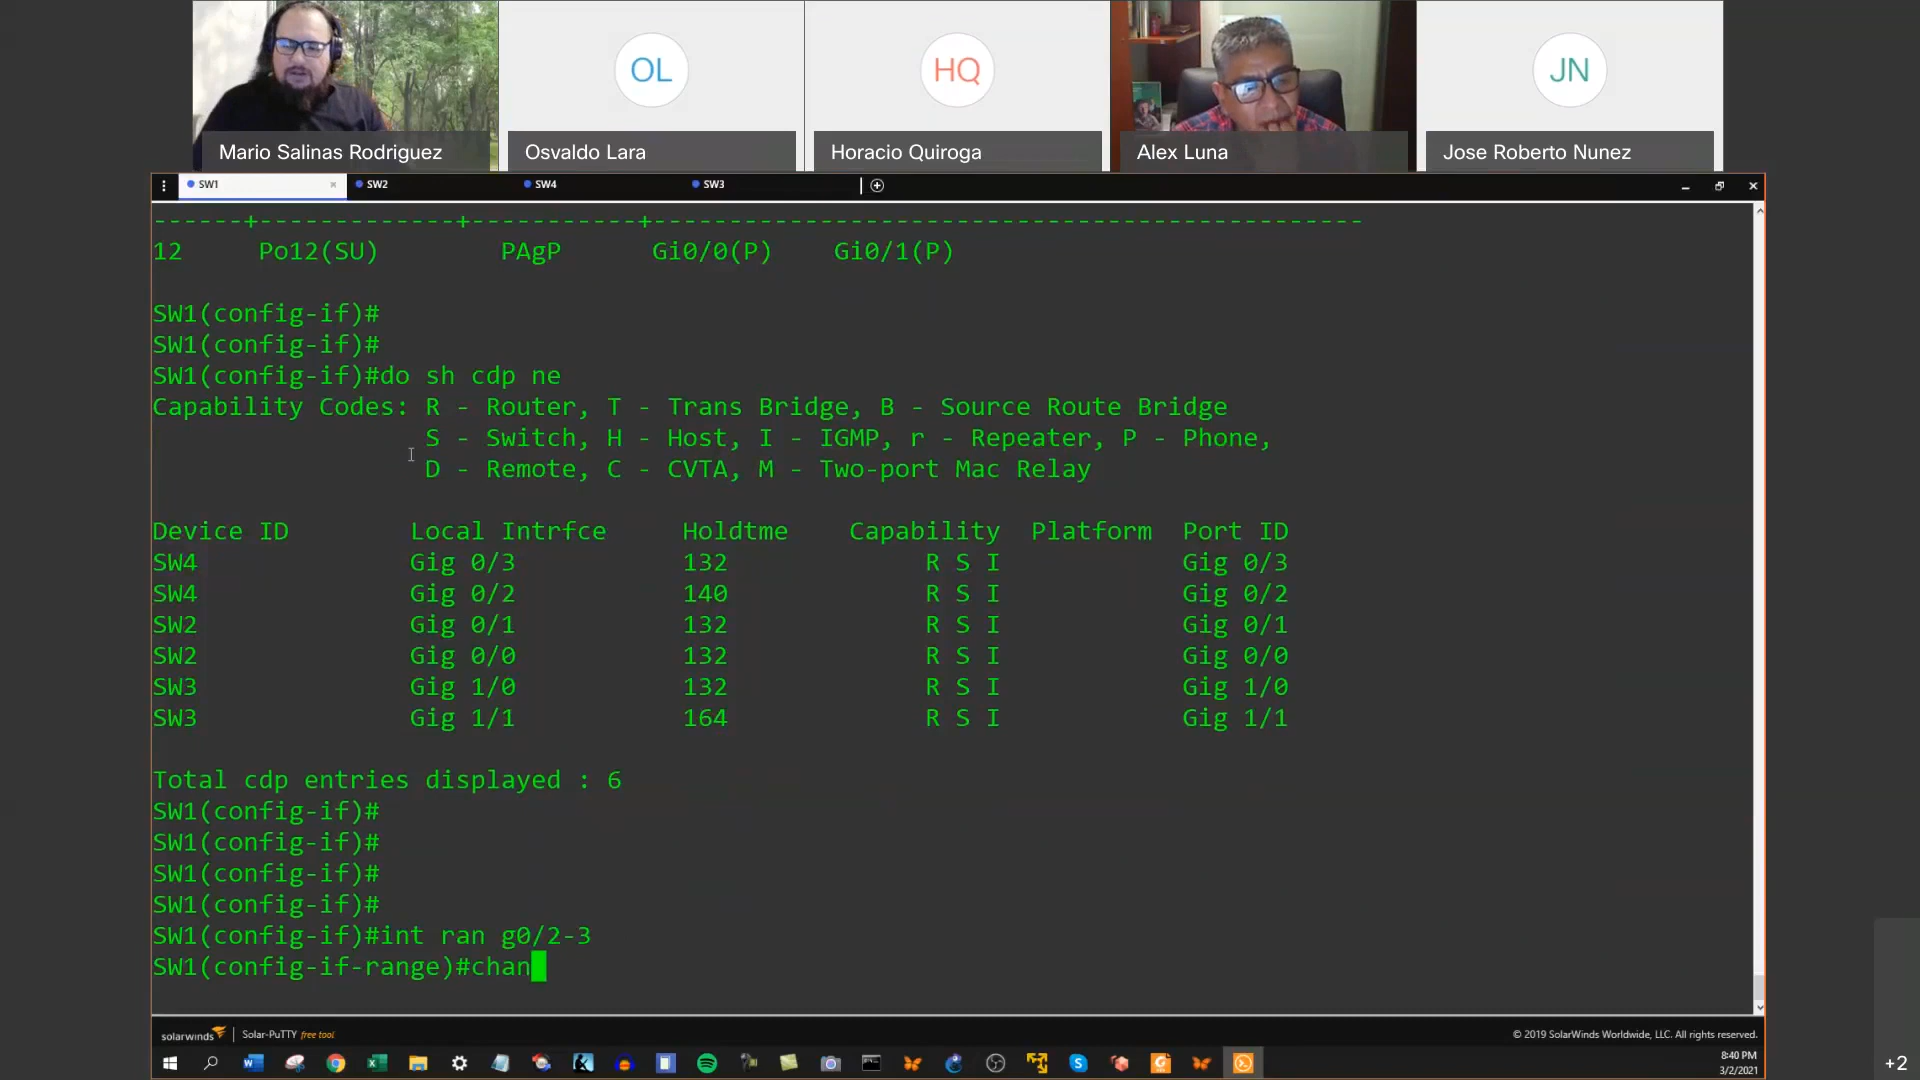 OL
HQ
JN
Mario Salinas Rodriguez
Osvaldo Lara
Horacio Quiroga
Alex Luna
Jose Roberto Nunez
SW1
SW2
SW4
SW3
------+-------------+-----------+-----------------------------------------------
12 Po12(SU) PAgP Gi0/0(P) Gi0/1(P)
SW1(config-if)#
SW1(config-if)#
SW1(config-if)#do sh cdp ne
Capability Codes: R - Router, T - Trans Bridge, B - Source Route Bridge
S - Switch, H - Host, I - IGMP, r - Repeater, P - Phone,
D - Remote, C - CVTA, M - Two-port Mac Relay
Device ID Local Intrfce Holdtme Capability Platform Port ID
SW4 Gig 0/3 132 R S I Gig 0/3
SW4 Gig 0/2 140 R S I Gig 0/2
SW2 Gig 0/1 132 R S I Gig 0/1
SW2 Gig 0/0 132 R S I Gig 0/0
SW3 Gig 1/0 132 R S I Gig 1/0
SW3 Gig 1/1 164 R S I Gig 1/1
Total cdp entries displayed : 6
SW1(config-if)#
SW1(config-if)#
SW1(config-if)#
SW1(config-if)#
SW1(config-if)#int ran g0/2-3
SW1(config-if-range)#chan
solarwinds Solar-PuTTY free tool
© 2019 SolarWinds Worldwide, LLC. All rights reserved.
8:40 PM
3/2/2021
+2